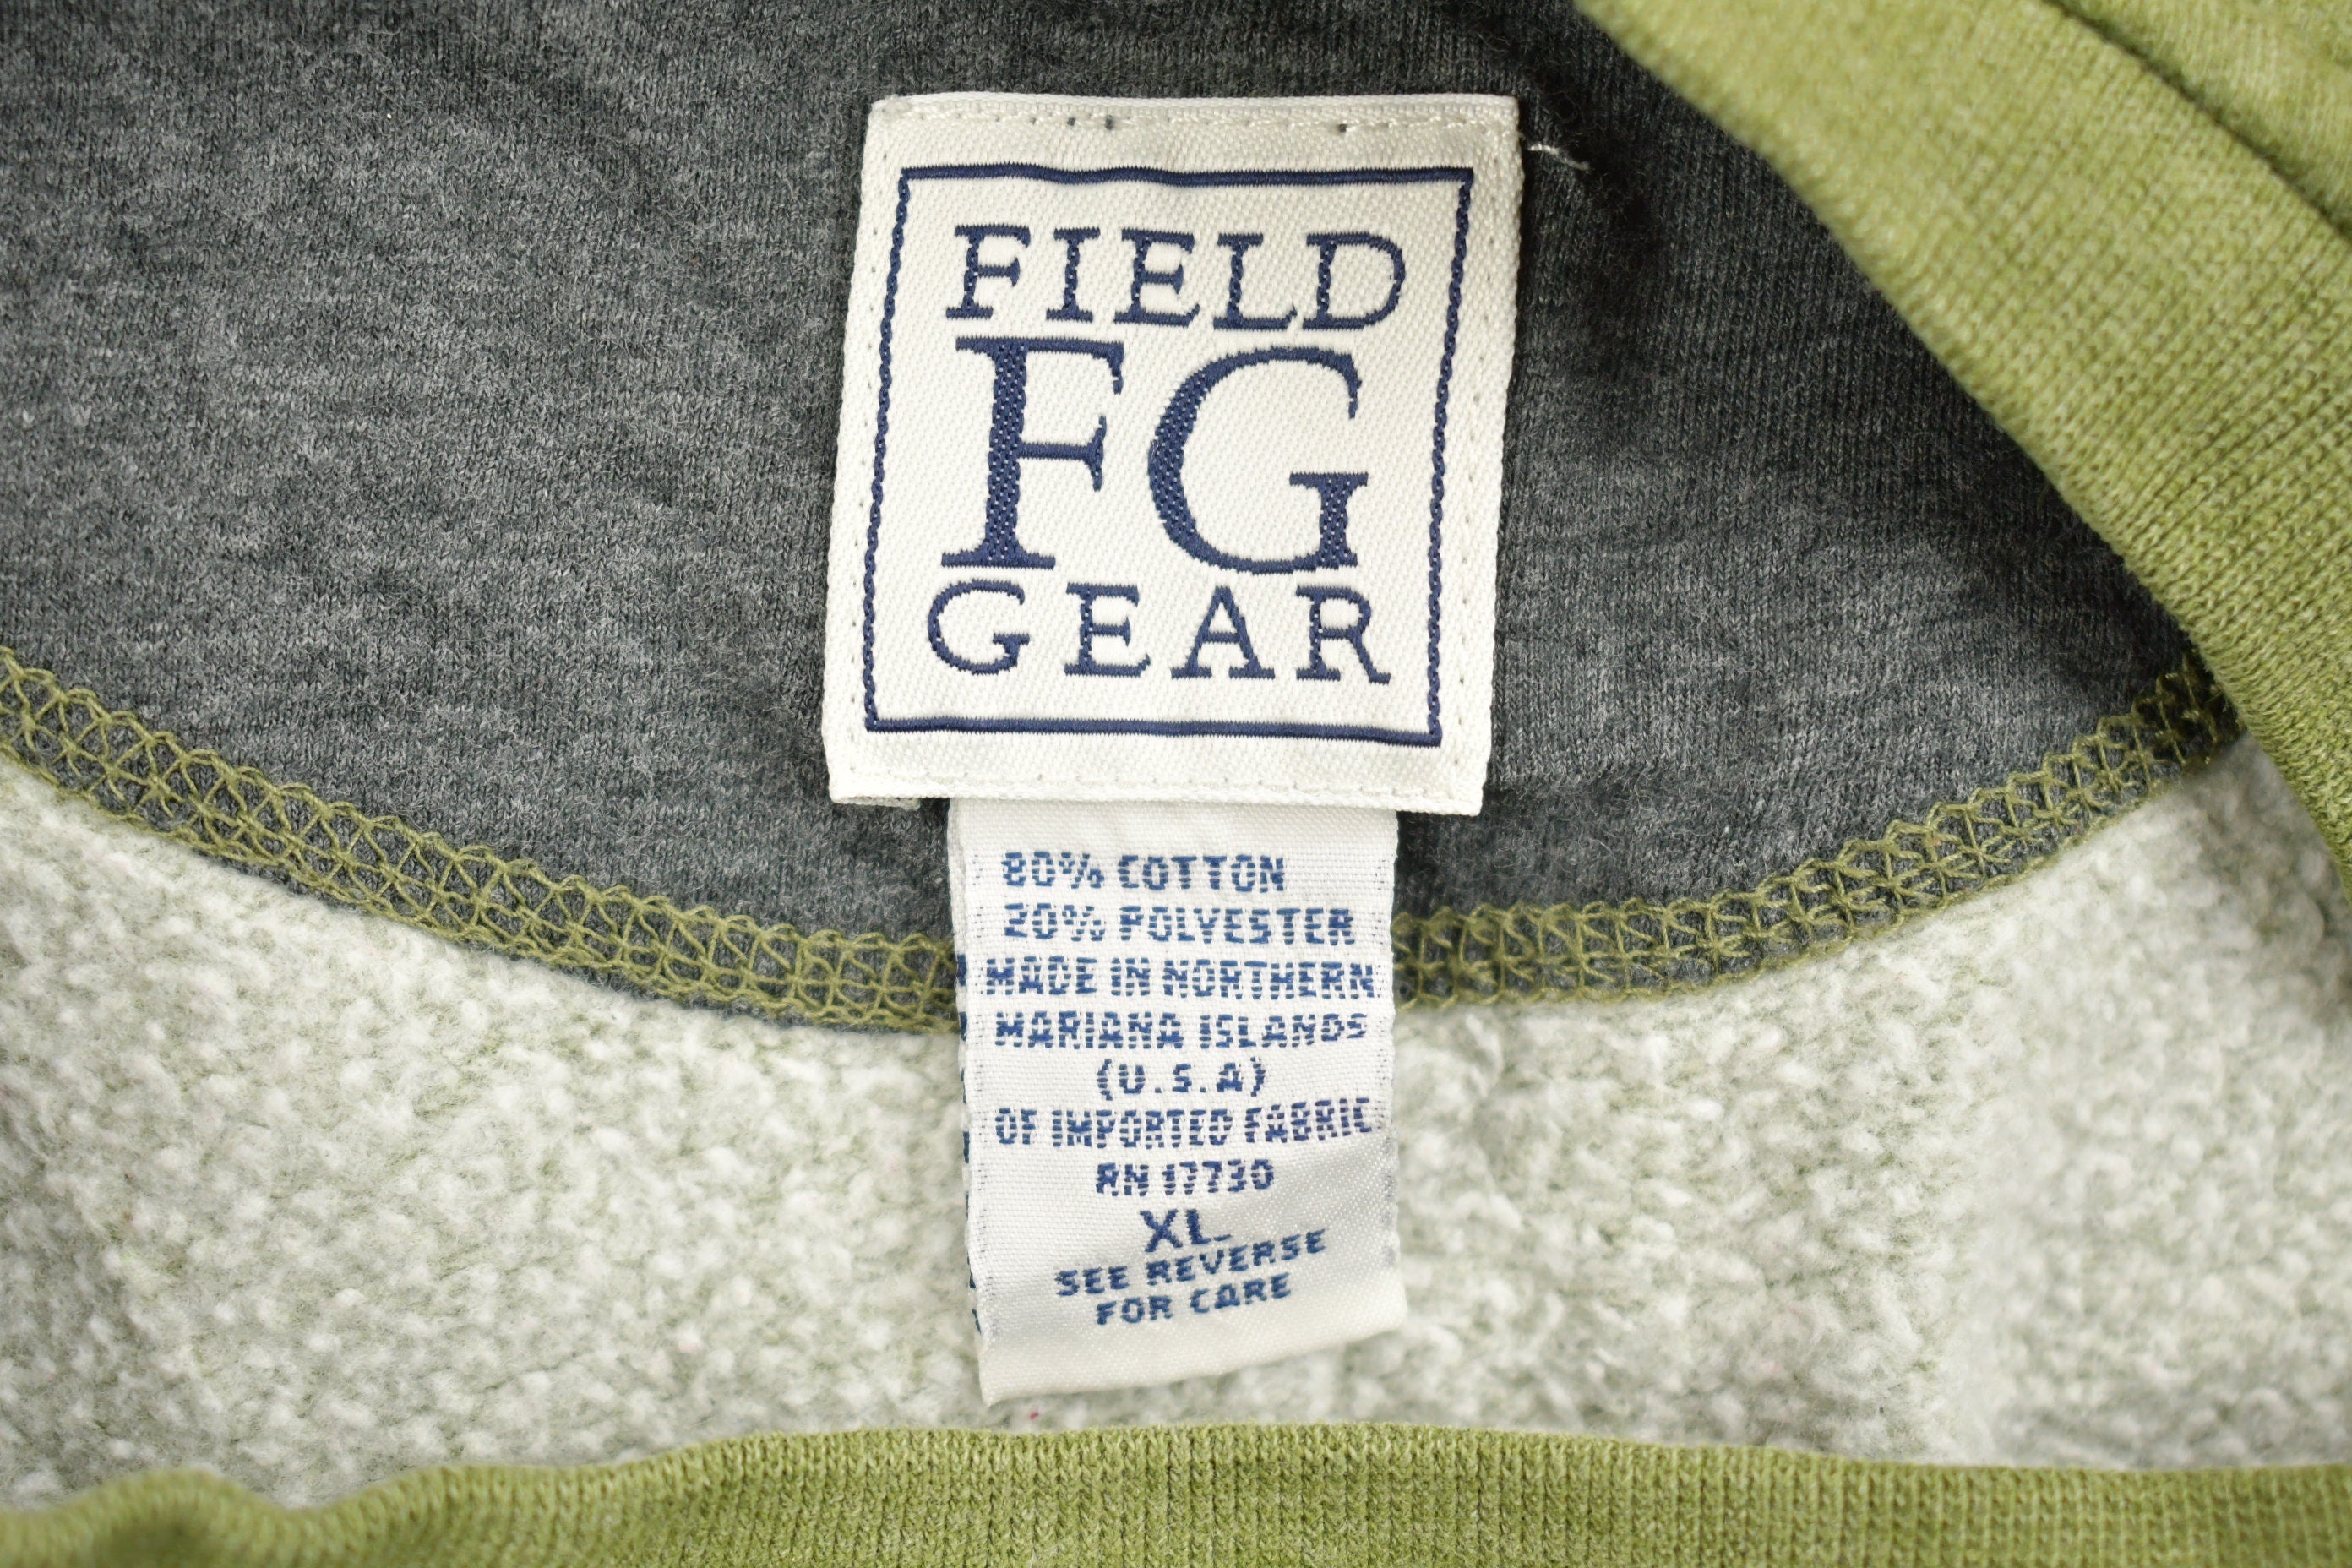 FIELD
FG
GEAR
80% COTTON
20% POLYESTER
MADE IN NORTHERN
MARIANA ISLANDS
(U.S.A)
OF IMPORTED FABRIC
RN 17730
XL
SEE REVERSE
FOR CARE